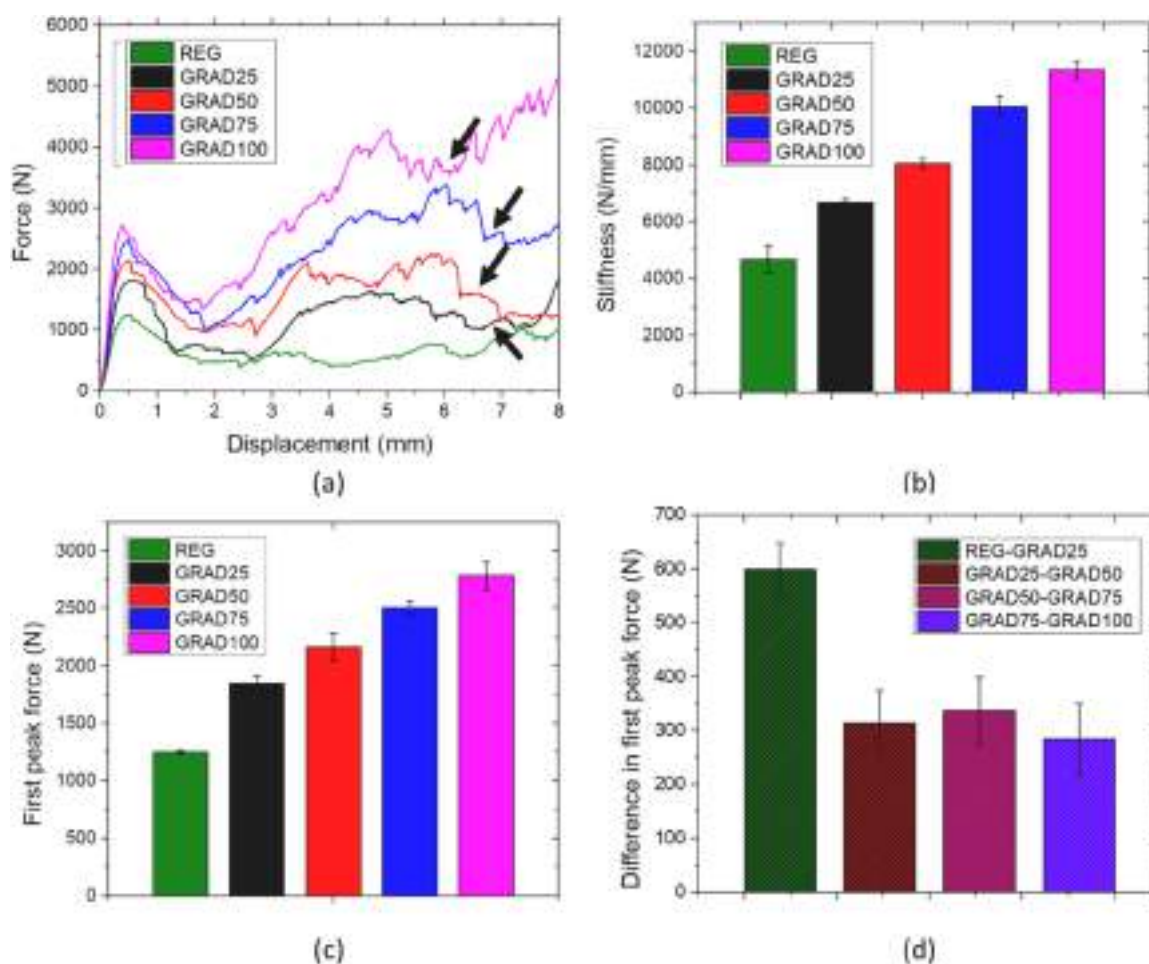 6000
5000
4000
3000
2000
1000
0
Force (N)
REG
GRAD25
GRAD50
GRAD75
GRAD100
0 1 2 3 4 5 6 7 8
Displacement (mm)
(a)
12000
10000
8000
6000
4000
2000
0
Stiffness (N/mm)
REG
GRAD25
GRAD50
GRAD75
GRAD100
(b)
3000
2500
2000
1500
1000
500
0
First peak force (N)
REG
GRAD25
GRAD50
GRAD75
GRAD100
(c)
700
600
500
400
300
200
100
0
Difference in first peak force (N)
REG-GRAD25
GRAD25-GRAD50
GRAD50-GRAD75
GRAD75-GRAD100
(d)